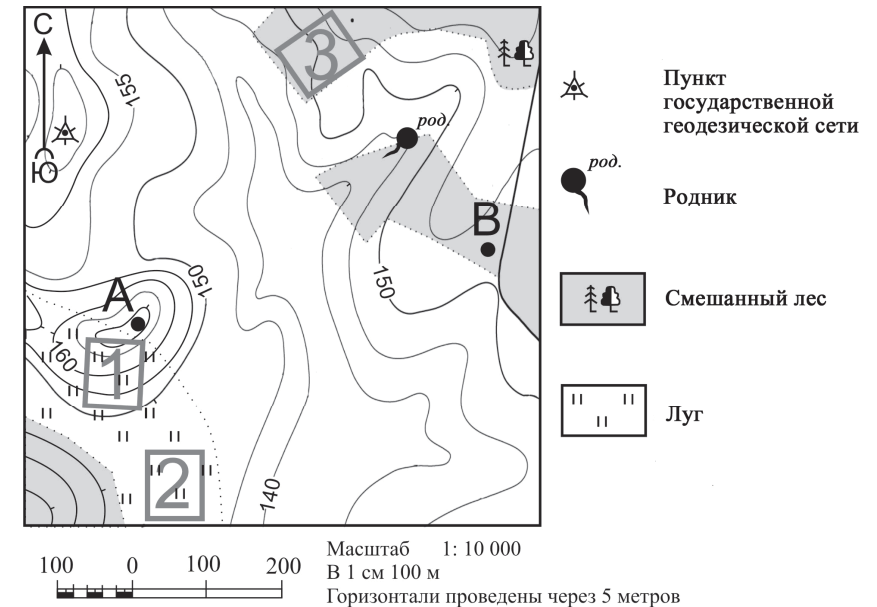 С
Ю
155
3
род.
В
150
150
А
160
1
2
140
Пункт
государственной
геодезической сети
род.
Родник
Смешанный лес
Луг
100 0 100 200
Масштаб 1: 10 000
В 1 см 100 м
Горизонтали проведены через 5 метров